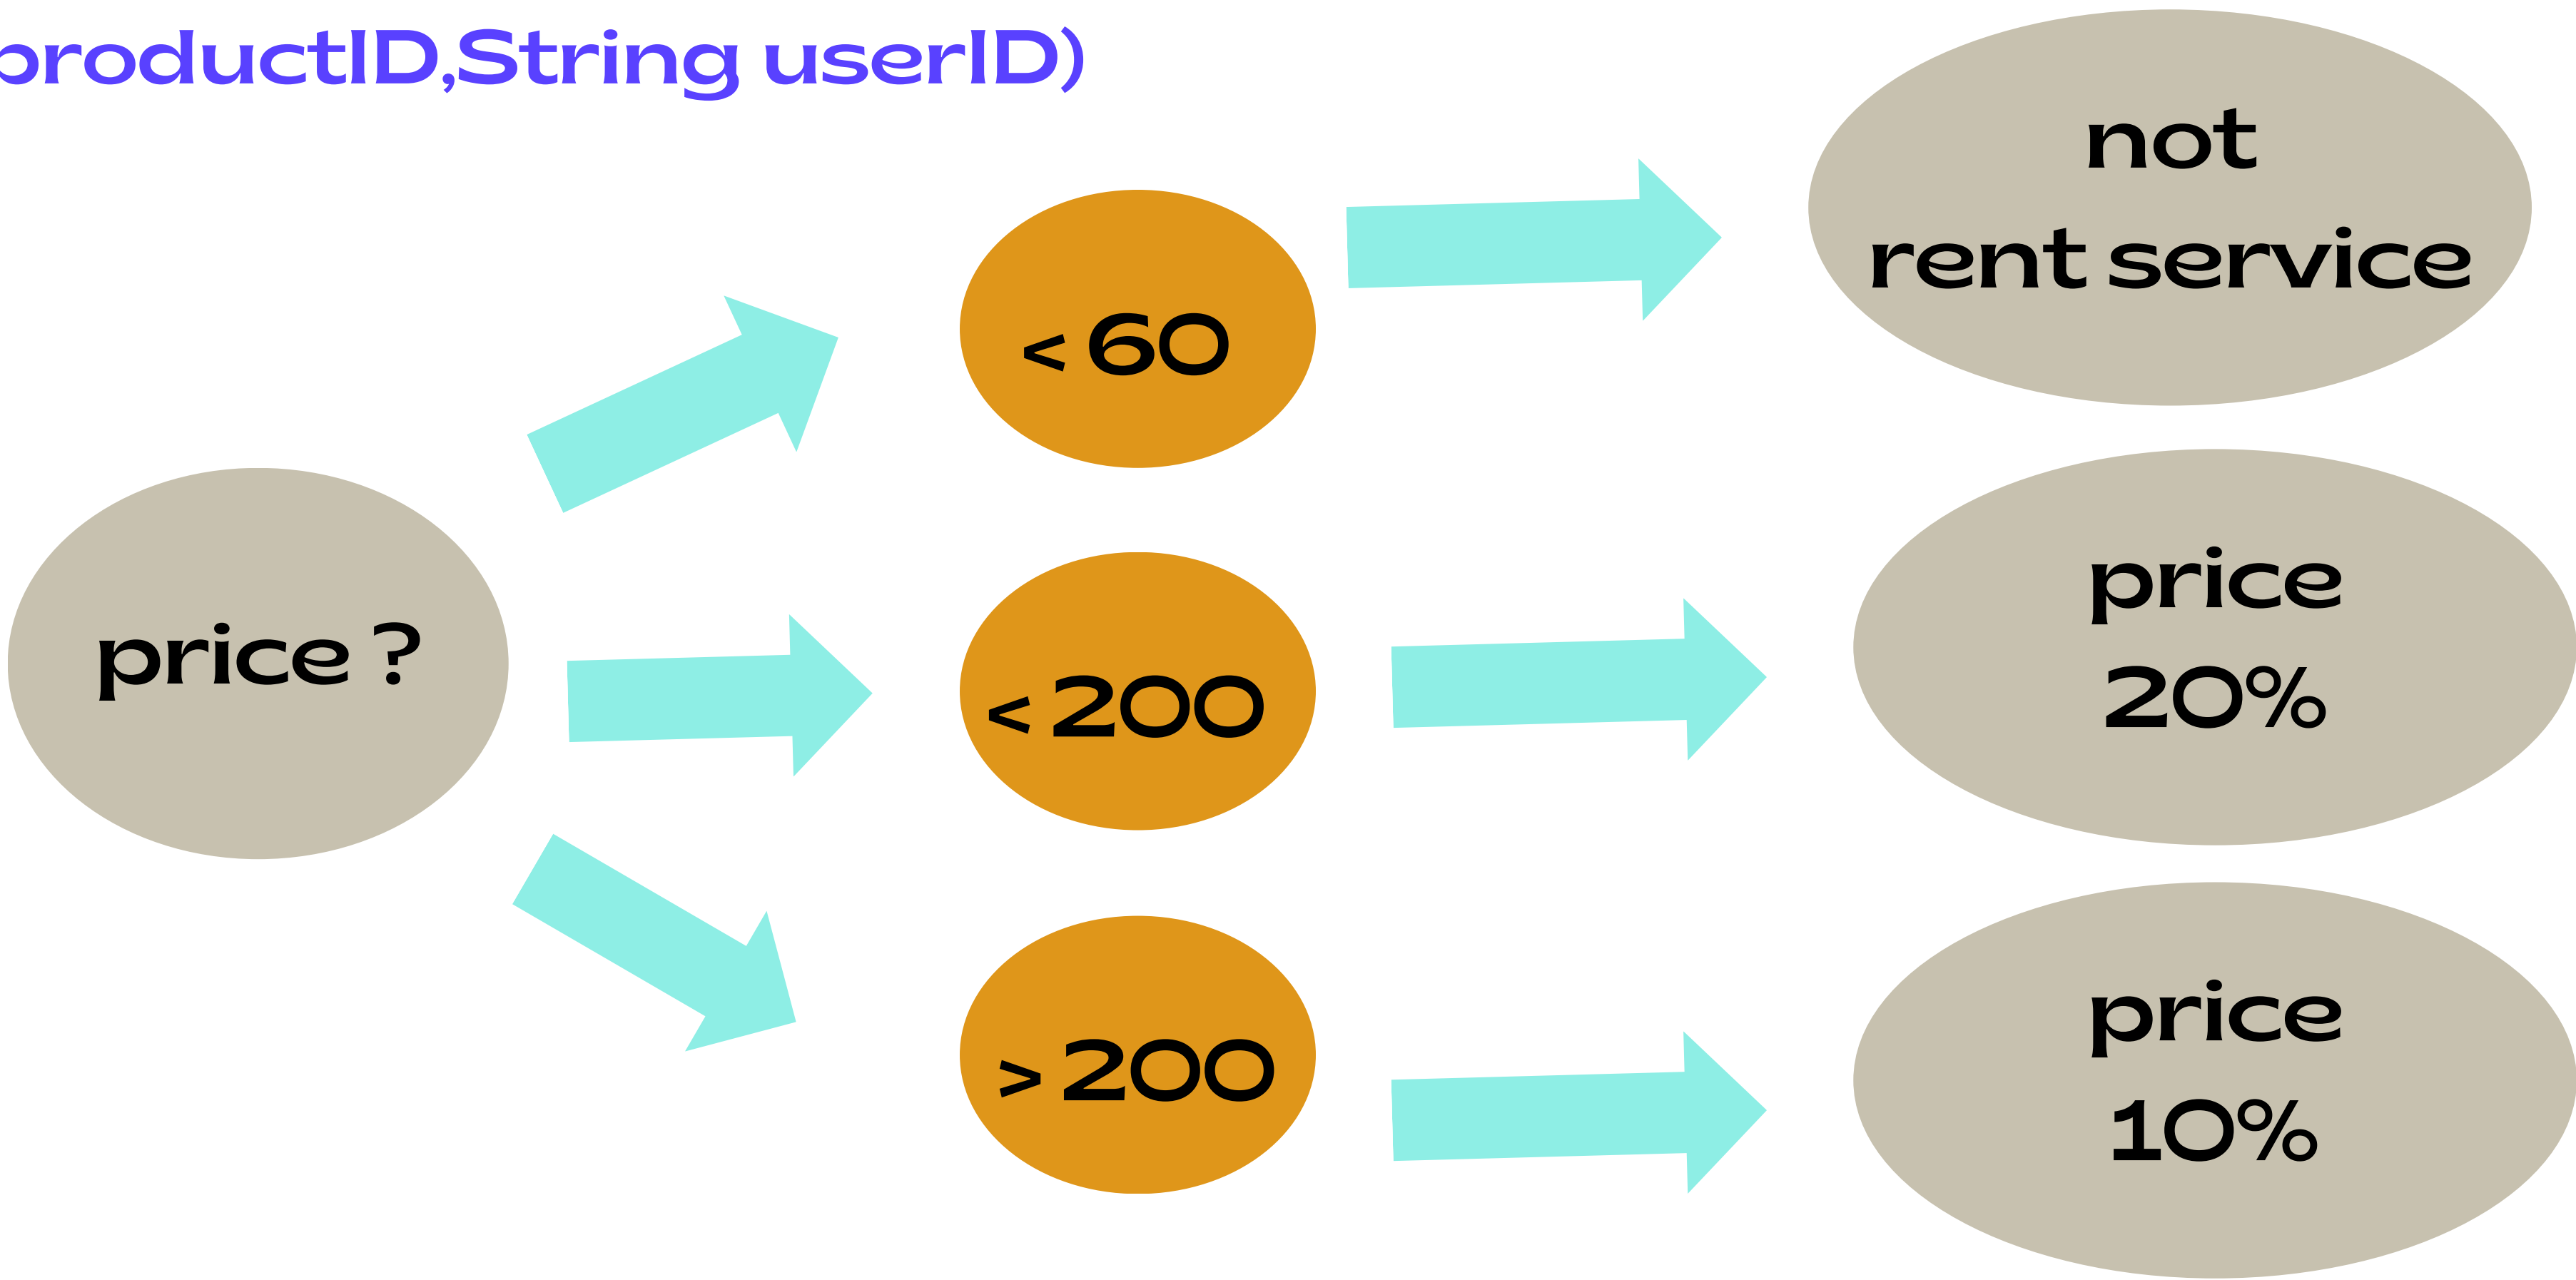 productID,String userID)
not
rent service
< 60
price ?
< 200
price
20%
> 200
price
10%